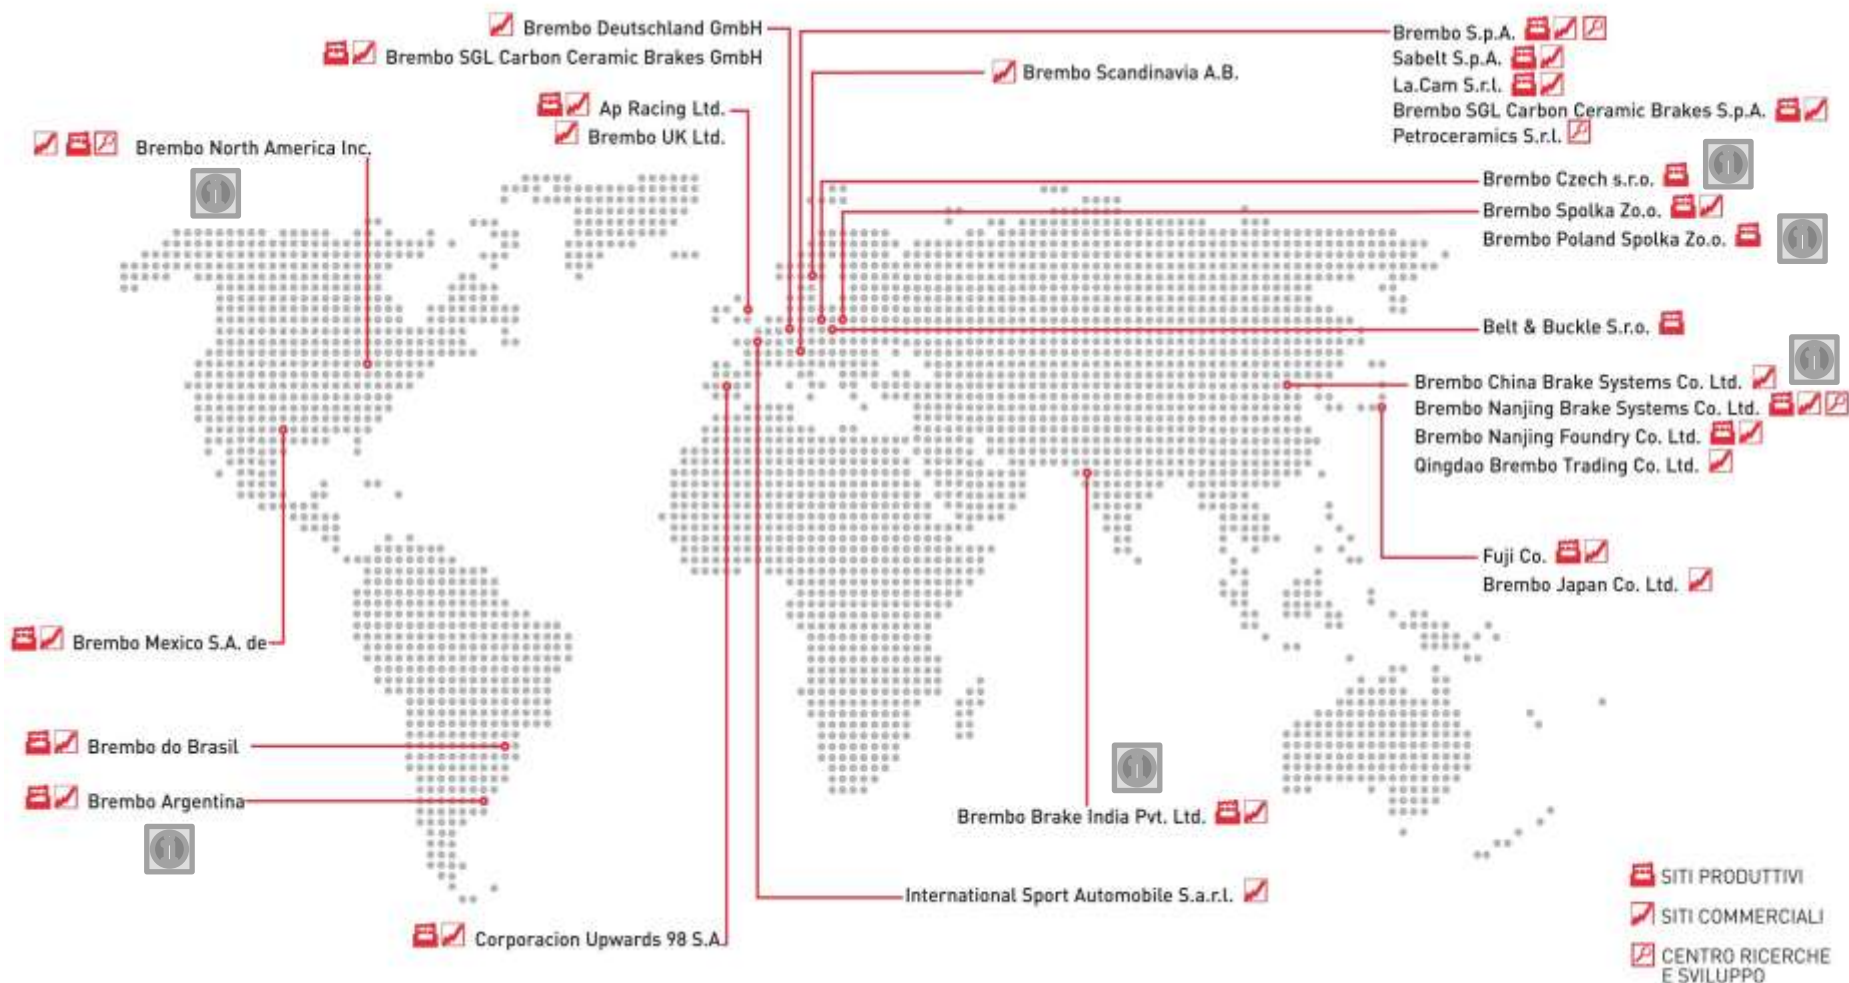 Brembo Deutschland GmbH
Brembo SGL Carbon Ceramic Brakes GmbH
Brembo S.p.A.
Sabelt S.p.A.
La.Cam S.r.l.
Brembo SGL Carbon Ceramic Brakes S.p.A.
Petroceramics S.r.l.
Brembo Scandinavia A.B.
Ap Racing Ltd.
Brembo UK Ltd.
Brembo North America Inc.
Brembo Czech s.r.o.
Brembo Spolka Zo.o.
Brembo Poland Spolka Zo.o.
Belt & Buckle S.r.o.
Brembo China Brake Systems Co. Ltd.
Brembo Nanjing Brake Systems Co. Ltd.
Brembo Nanjing Foundry Co. Ltd.
Qingdao Brembo Trading Co. Ltd.
Fuji Co.
Brembo Japan Co. Ltd.
Brembo Mexico S.A. de
Brembo do Brasil
Brembo Argentina
Brembo Brake India Pvt. Ltd.
International Sport Automobile S.a.r.l.
Corporacion Upwards 98 S.A.
SITI PRODUTTIVI
SITI COMMERCIALI
CENTRO RICERCHE
E SVILUPPO